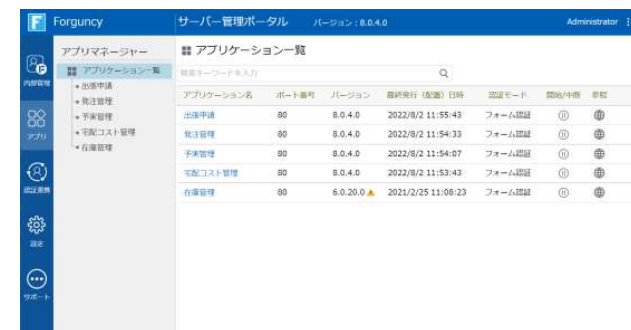 Forguncy
サーバー管理ポータル バージョン:8.0.4.0
Administrator
内部管理
アプリ
認証連携
設定
サポート
アプリマネージャー
アプリケーション一覧
出張申請
発注管理
予実管理
宅配コスト管理
在庫管理
アプリケーション一覧
検索キーワードを入力
アプリケーション名 ポート番号 バージョン 最終発行(配置)日時 認証モード 開始/中断 参照
出張申請 80 8.0.4.0 2022/8/2 11:55:43 フォーム認証
発注管理 80 8.0.4.0 2022/8/2 11:54:33 フォーム認証
予実管理 80 8.0.4.0 2022/8/2 11:54:07 フォーム認証
宅配コスト管理 80 8.0.4.0 2022/8/2 11:53:43 フォーム認証
在庫管理 80 6.0.20.0 2021/2/25 11:08:23 フォーム認証